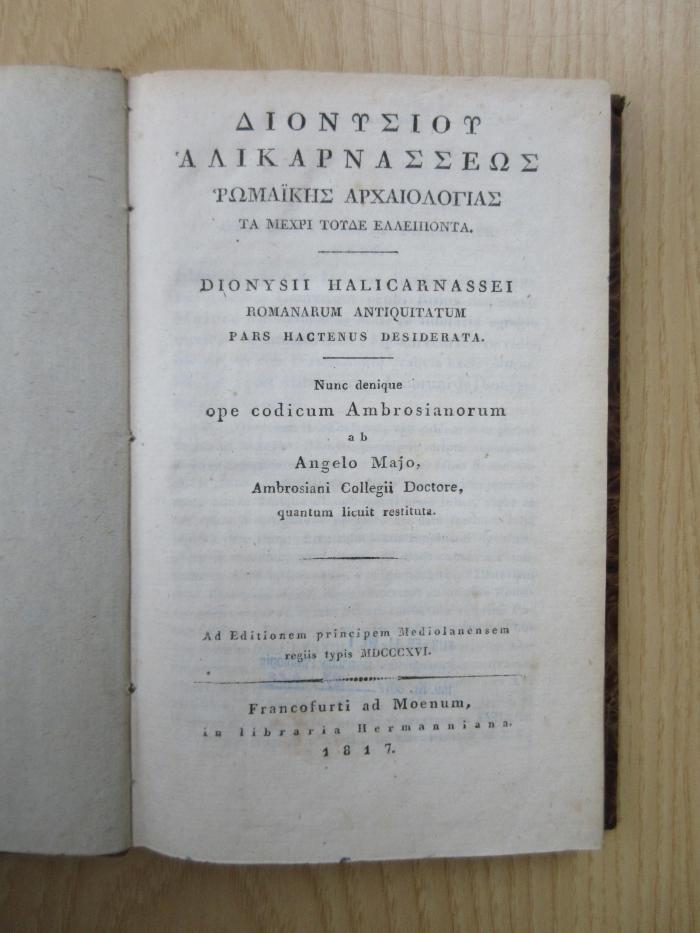 ΔΙΟΝΥΣΙΟΥ
ἉΛΙΚΑΡΝΑΣΣΕΩΣ
ῬΩΜΑΪΚΗΣ ΑΡΧΑΙΟΛΟΓΙΑΣ
ΤΑ ΜΕΧΡΙ ΤΟΥΔΕ ΕΛΛΕΙΠΟΝΤΑ.
DIONYSII HALICARNASSEI
ROMANARUM ANTIQUITATUM
PARS HACTENUS DESIDERATA.
Nunc denique
ope codicum Ambrosianorum
ab
Angelo Majo,
Ambrosiani Collegii Doctore,
quantum licuit restituta.
Ad Editionem principem Mediolanensem
regiis typis MDCCCXVI.
Francofurti ad Moenum,
in libraria Hermanniana.
1817.